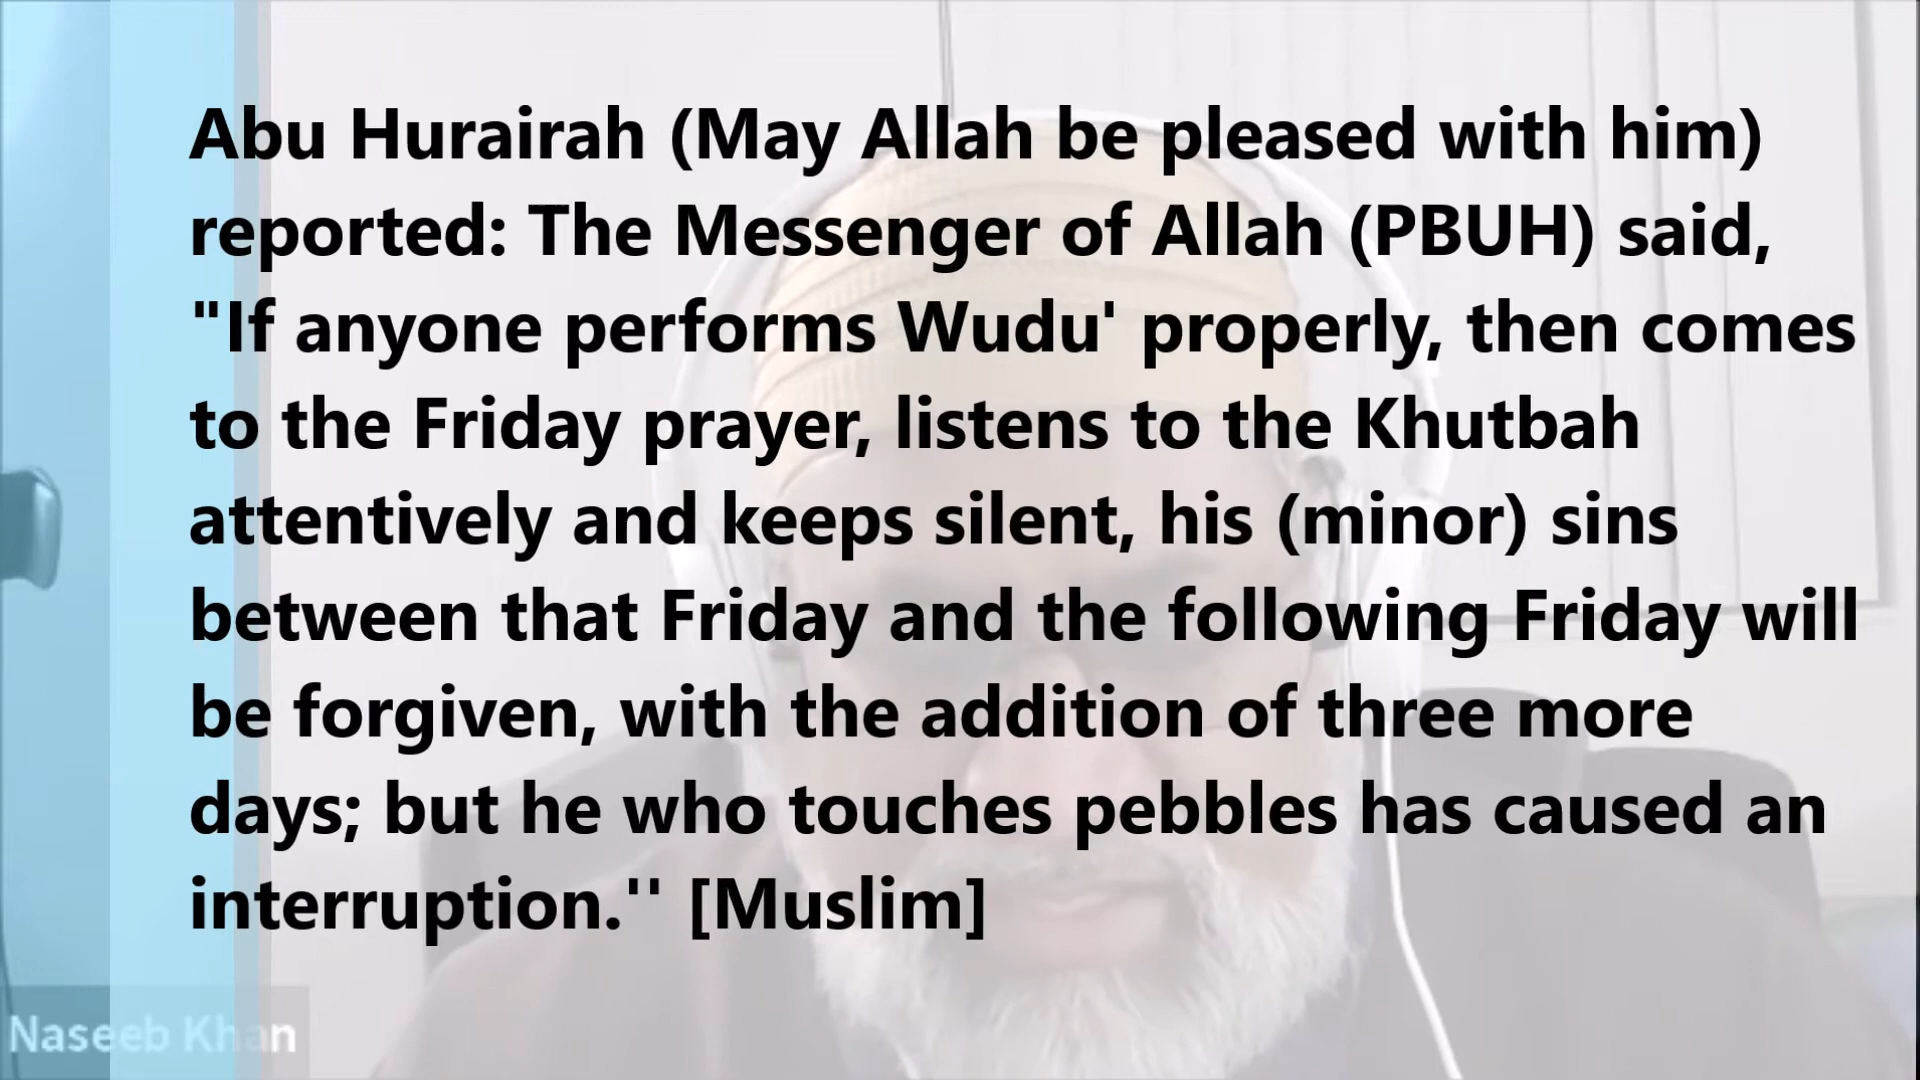 Abu Hurairah (May Allah be pleased with him)
reported: The Messenger of Allah (PBUH) said,
"If anyone performs Wudu' properly, then comes
to the Friday prayer, listens to the Khutbah
attentively and keeps silent, his (minor) sins
between that Friday and the following Friday will
be forgiven, with the addition of three more
days; but he who touches pebbles has caused an
interruption.'' [Muslim]
Naseeb Khan